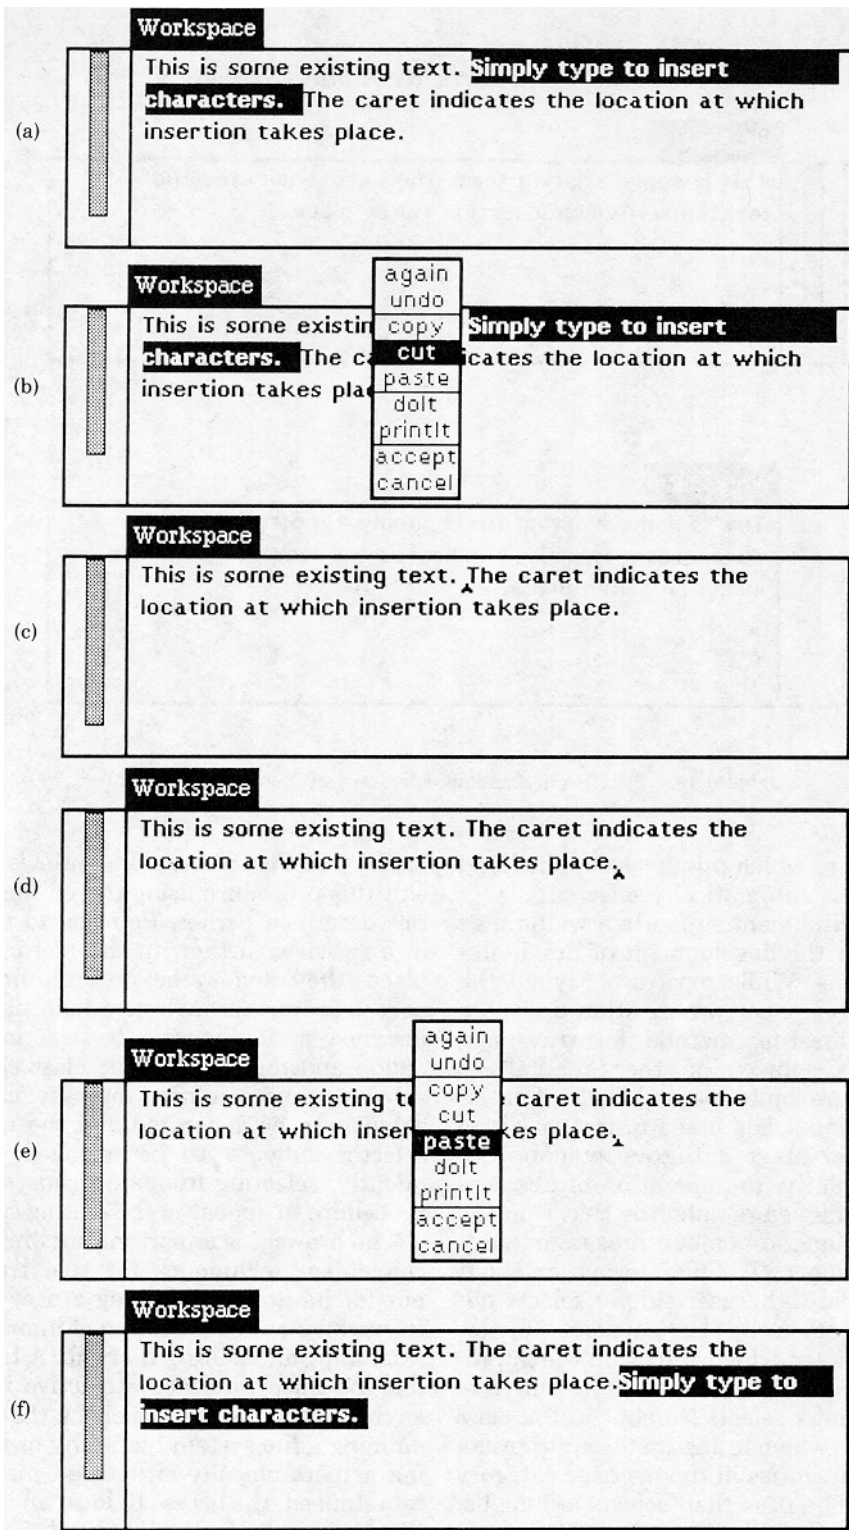 Workspace
This is some existing text. Simply type to insert
characters. The caret indicates the location at which
insertion takes place.
(a)
Workspace
again
undo
copy
cut
paste
doIt
printIt
accept
cancel
This is some existin Simply type to insert
characters. The ca icates the location at which
insertion takes plac
(b)
Workspace
This is some existing text. The caret indicates the
location at which insertion takes place.
(c)
Workspace
This is some existing text. The caret indicates the
location at which insertion takes place.
(d)
Workspace
again
undo
copy
cut
paste
doIt
printIt
accept
cancel
This is some existing te caret indicates the
location at which inser kes place.
(e)
Workspace
This is some existing text. The caret indicates the
location at which insertion takes place.Simply type to
insert characters.
(f)